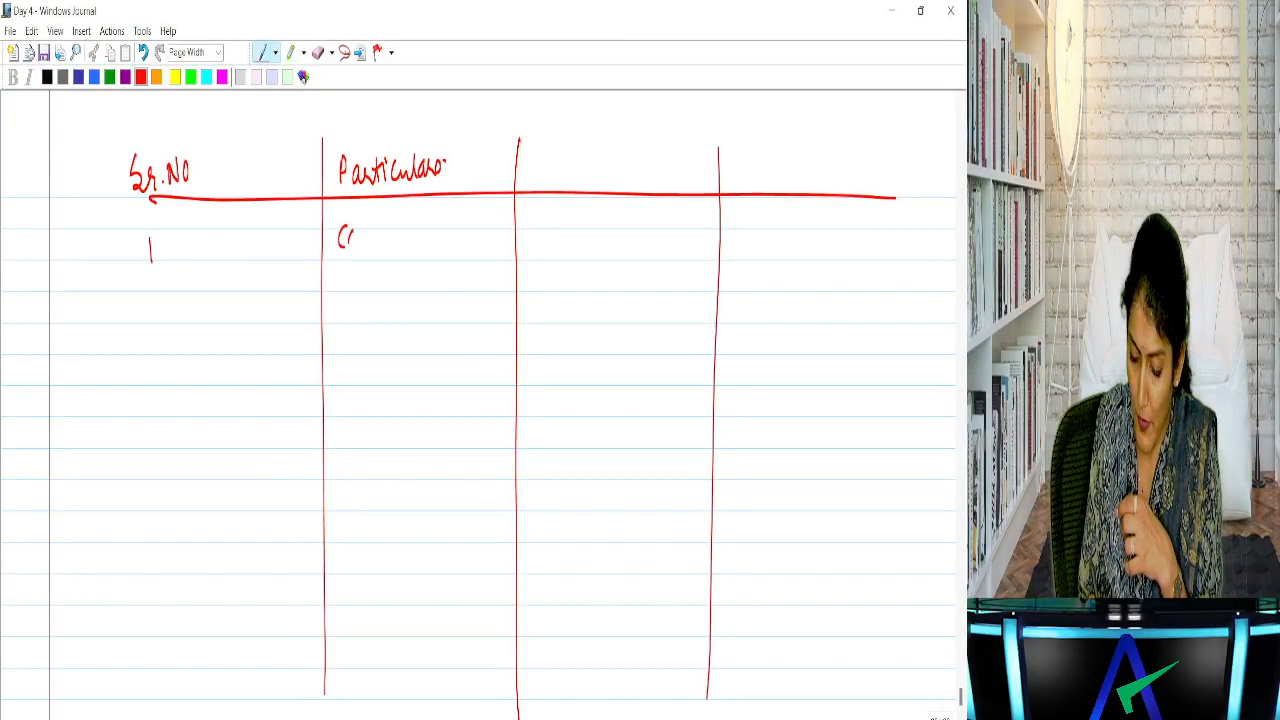 Day 4 - Windows Journal
File Edit View Insert Actions Tools Help
Page Width
B I
Sr.No Particulars
1